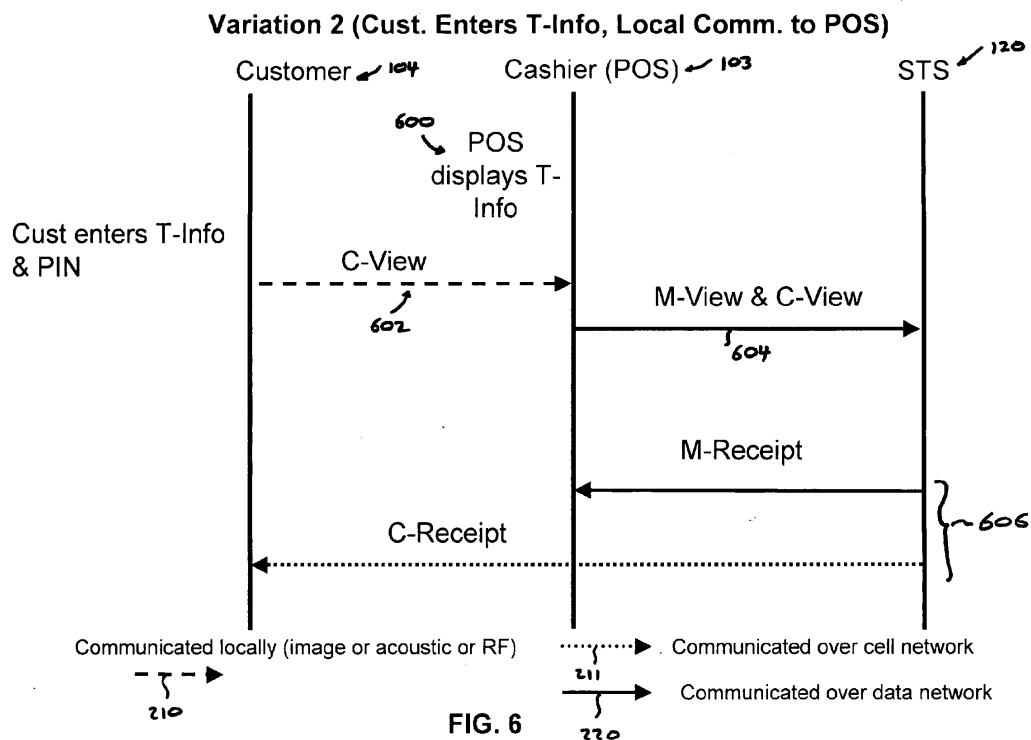 Variation 2 (Cust. Enters T-Info, Local Comm. to POS)
Customer 104
Cashier (POS) 103
STS 120
600
POS
displays T-
Info
Cust enters T-Info
& PIN
C-View
602
M-View & C-View
604
M-Receipt
C-Receipt
606
Communicated locally (image or acoustic or RF)
210
Communicated over cell network
211
Communicated over data network
220
FIG. 6